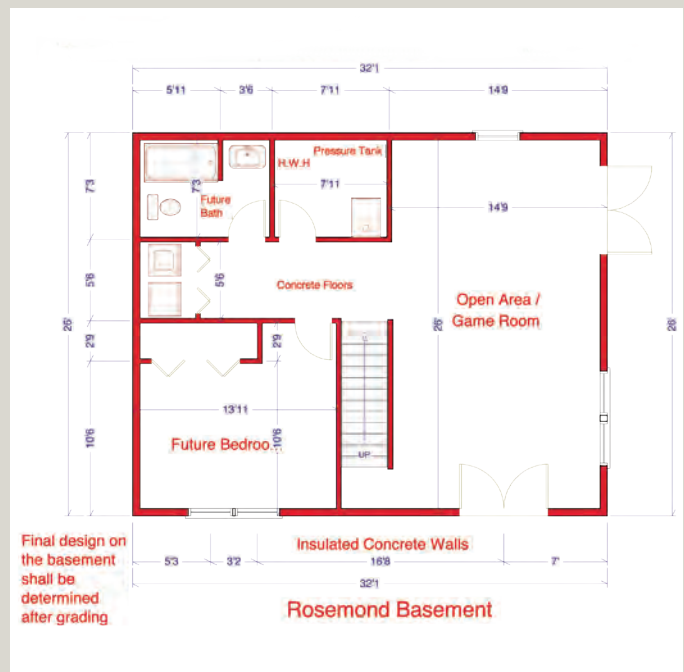 32'1
5'11 3'6 7'11 14'9
Pressure Tank
H.W.H
7'11
7'3
7'3
Future
Bath
14'9
5'6
5'6
Concrete Floors
Open Area /
Game Room
26'
26'
26'
2'9
2'9
13'11
10'6
10'6
Future Bedroo
UP
Final design on
the basement
shall be
determined
after grading
Insulated Concrete Walls
5'3 3'2 16'8 7'
32'1
Rosemond Basement